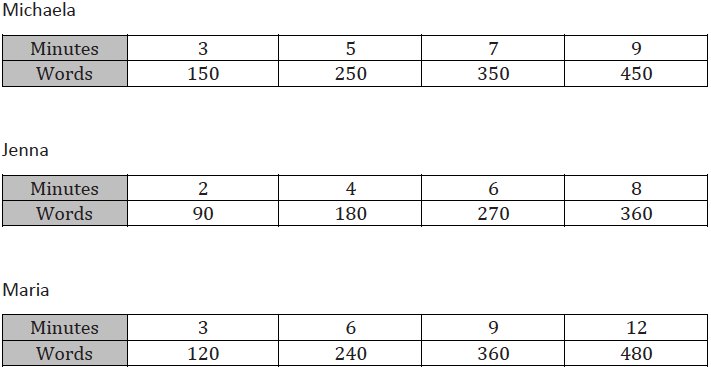 Michaela
Minutes 3 5 7 9
Words 150 250 350 450
Jenna
Minutes 2 4 6 8
Words 90 180 270 360
Maria
Minutes 3 6 9 12
Words 120 240 360 480